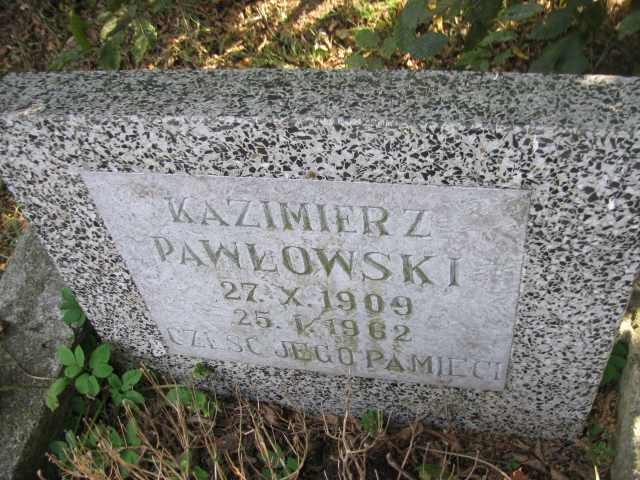 KAZIMIERZ
PAWŁOWSKI
27.X.1909
25.I.1962
CZEŚĆ JEGO PAMIĘCI